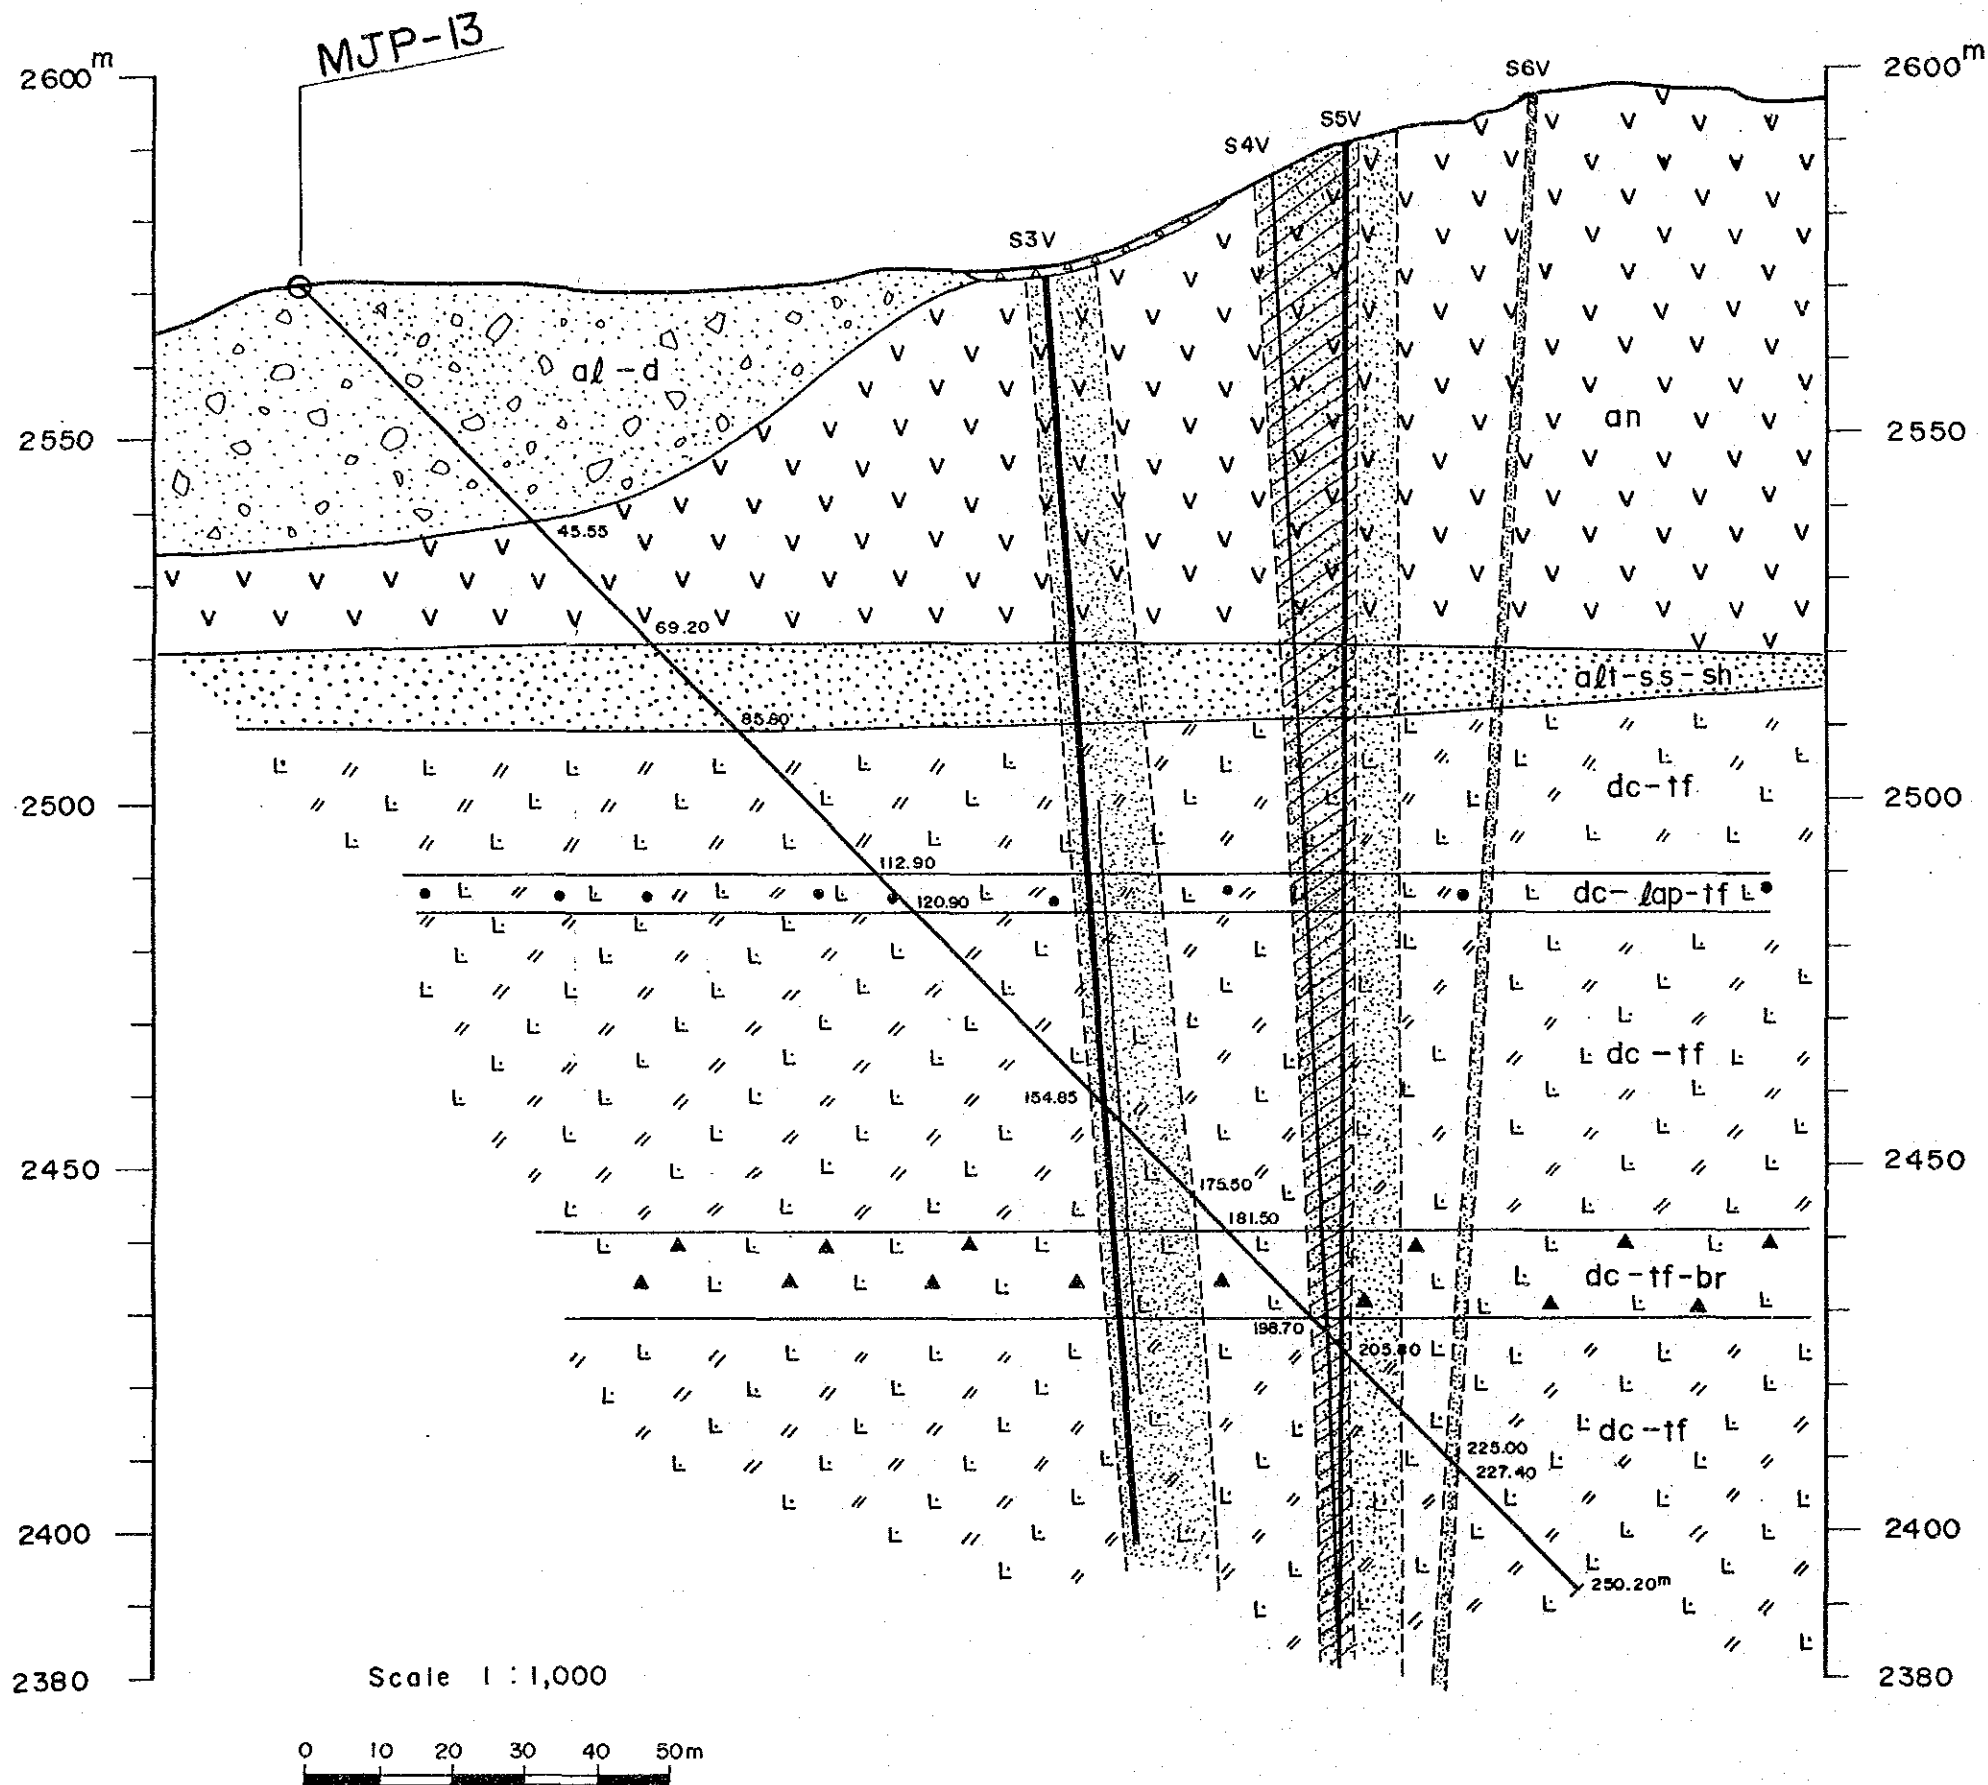 MJP-13
2600m
2600m
S6V
S5V
S4V
S3V
al-d
an
2550
2550
45.55
69.20
alt-ss-sh
85.80
dc-tf
2500
2500
112.90
dc-lap-tf
120.90
dc-tf
154.85
2450
2450
175.50
181.50
dc-tf-br
198.70
205.80
dc-tf
225.00
227.40
2400
2400
250.20m
2380
2380
Scale 1:1,000
0 10 20 30 40 50m